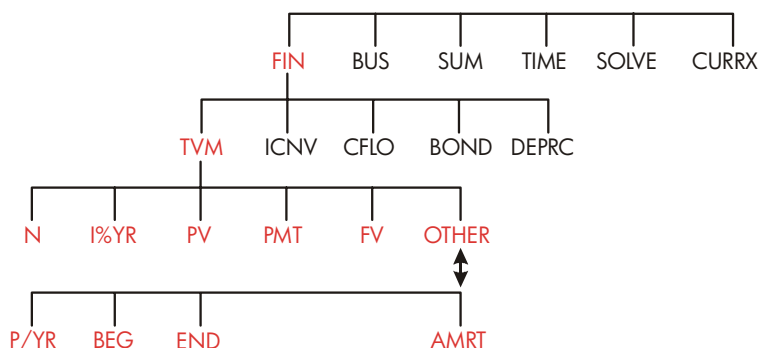 FIN BUS SUM TIME SOLVE CURRX
TVM ICNV CFLO BOND DEPRC
N I%YR PV PMT FV OTHER
P/YR BEG END AMRT